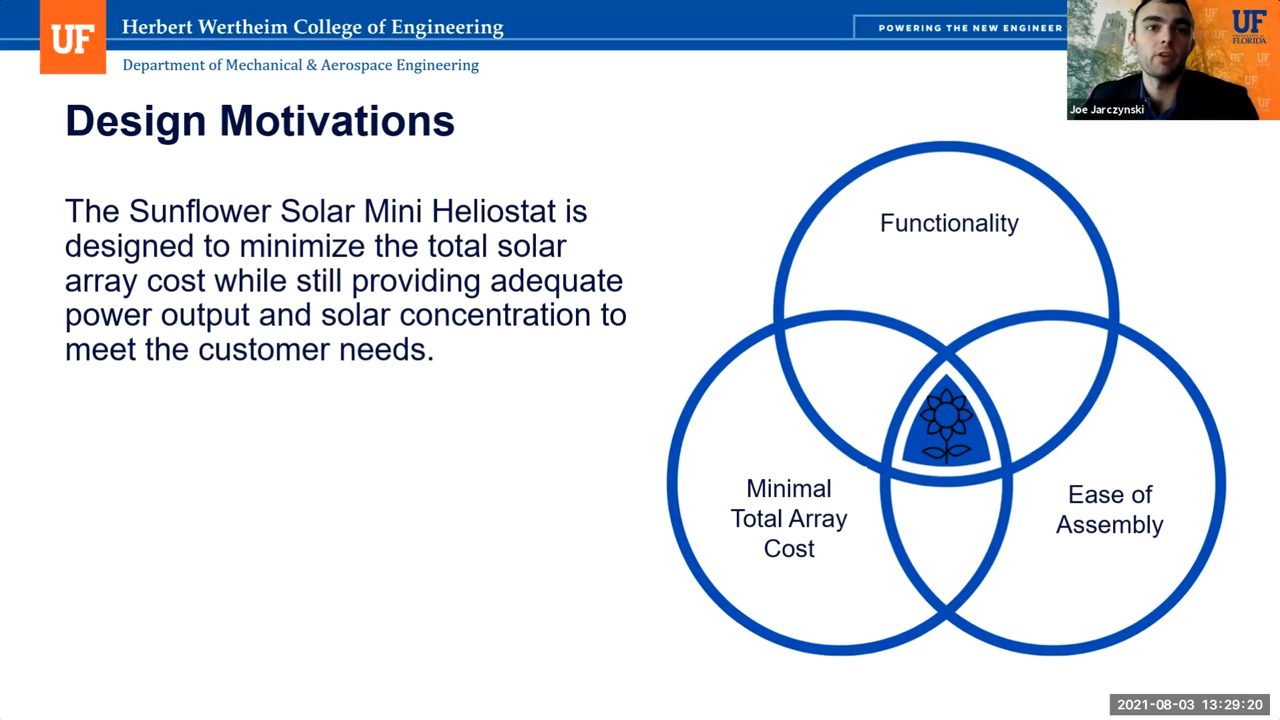 UF
Herbert Wertheim College of Engineering
Department of Mechanical & Aerospace Engineering
POWERING THE NEW ENGINEER
UF
UNIVERSITY of
FLORIDA
Joe Jarczynski
Design Motivations
The Sunflower Solar Mini Heliostat is
designed to minimize the total solar
array cost while still providing adequate
power output and solar concentration to
meet the customer needs.
Functionality
Minimal
Total Array
Cost
Ease of
Assembly
2021-08-03 13:29:20